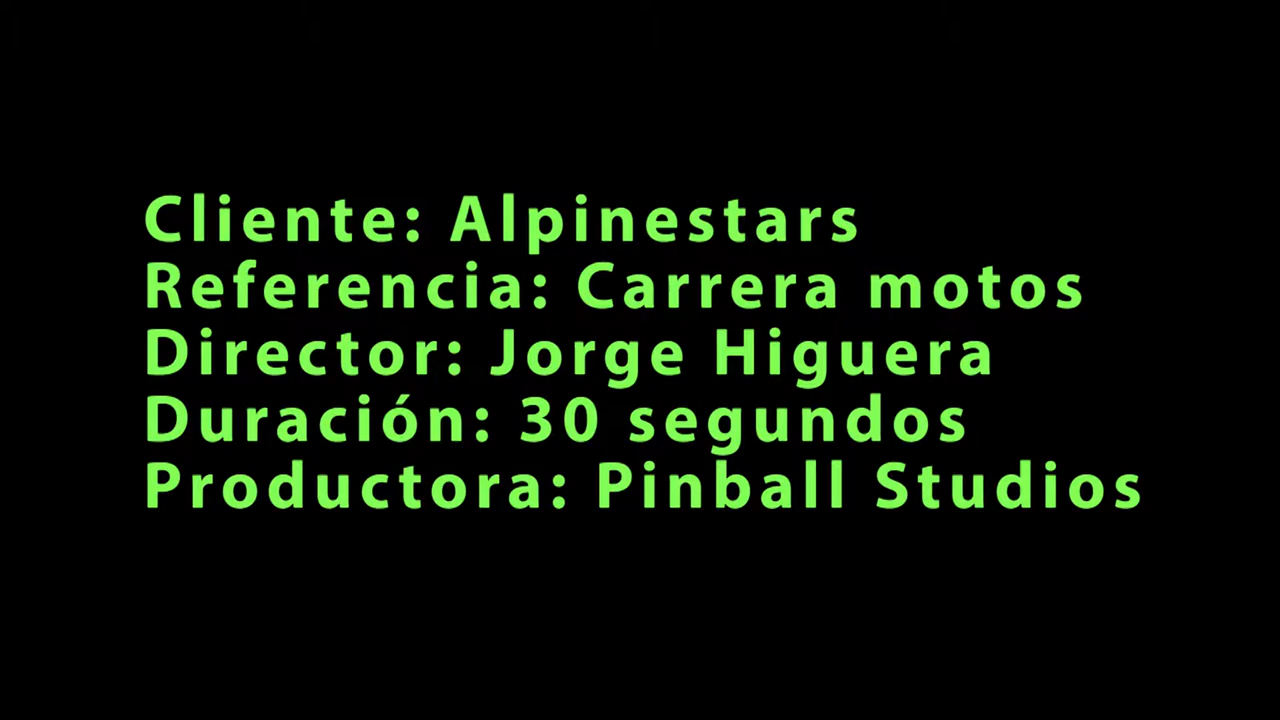 Cliente: Alpinestars
Referencia: Carrera motos
Director: Jorge Higuera
Duración: 30 segundos
Productora: Pinball Studios